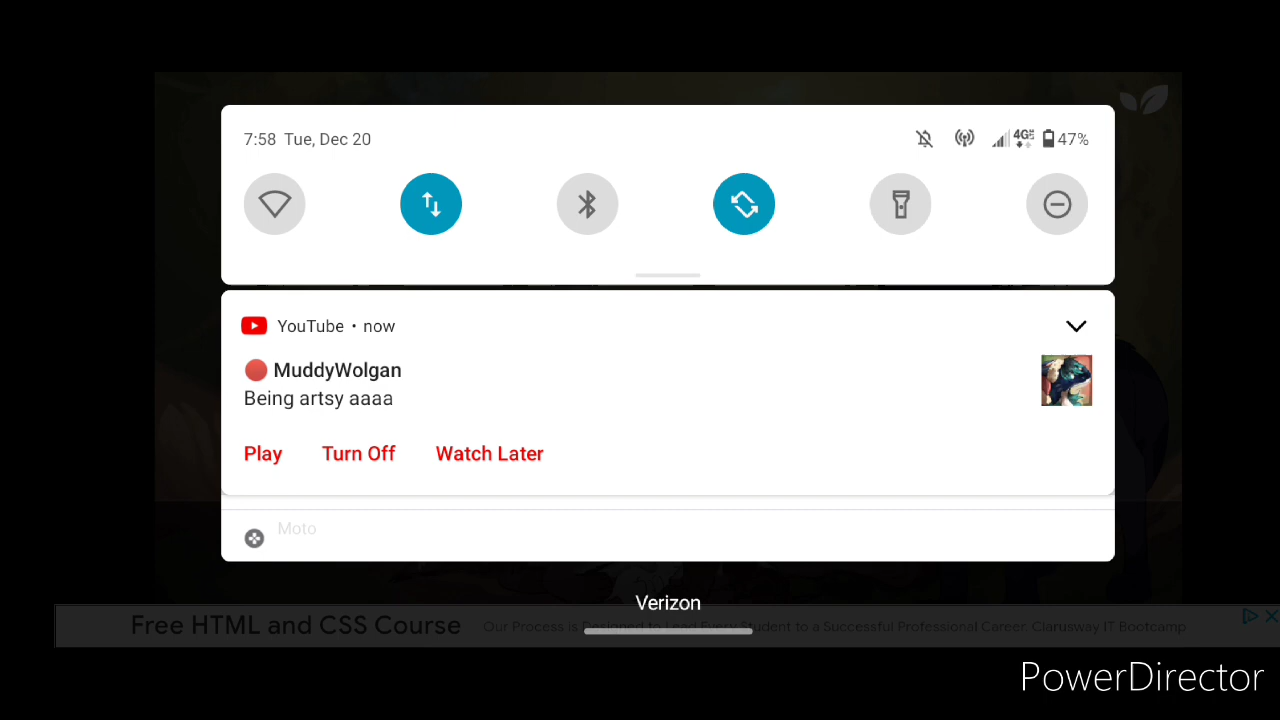 7:58 Tue, Dec 20
4G
47%
YouTube • now
🔴 MuddyWolgan
Being artsy aaaa
Play Turn Off Watch Later
Moto
Verizon
Free HTML and CSS Course
Our Process is Designed to Lead Every Student to a Successful Professional Career. Clarusway IT Bootcamp
PowerDirector